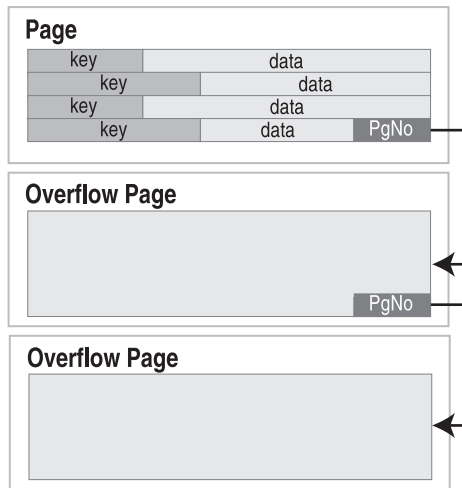 Page
key data
key data
key data
key data PgNo
Overflow Page
PgNo
Overflow Page